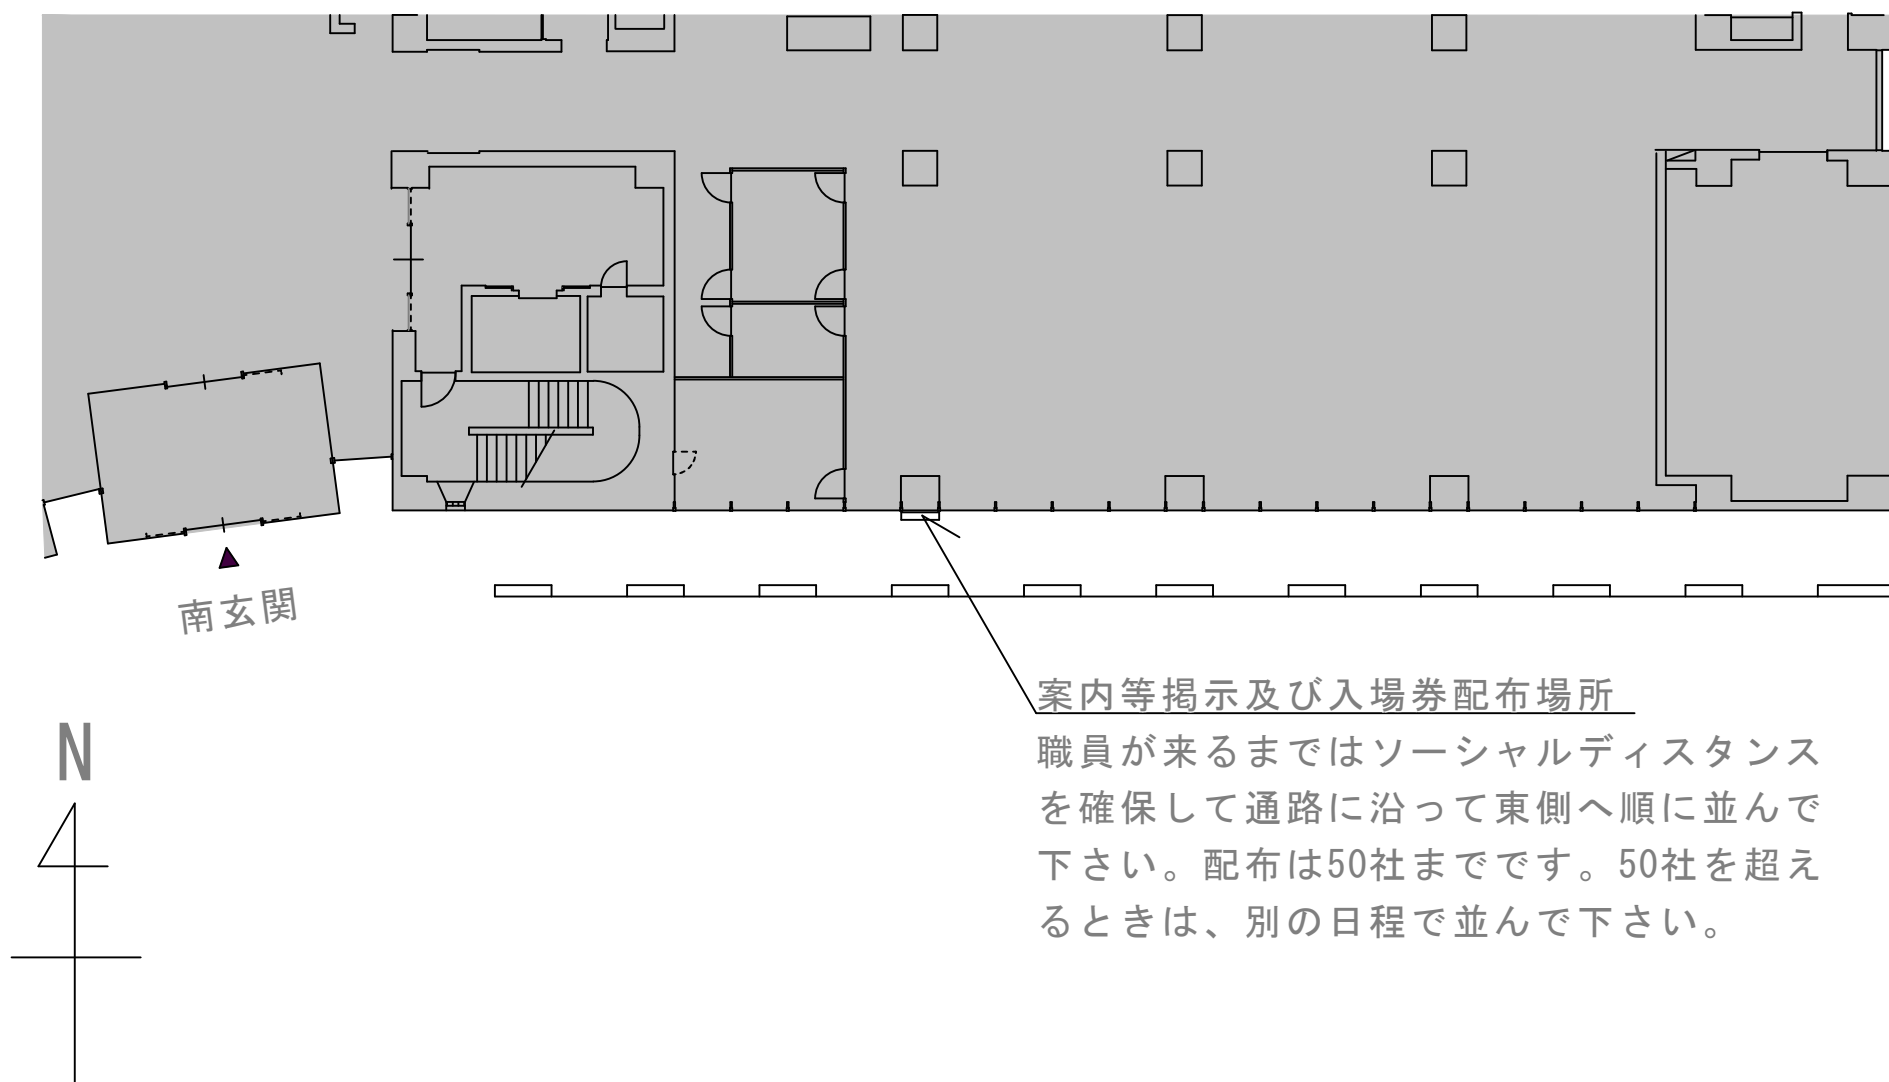 南玄関
N
案内等掲示及び入場券配布場所
職員が来るまではソーシャルディスタンス
を確保して通路に沿って東側へ順に並んで
下さい。配布は50社までです。50社を超え
るときは、別の日程で並んで下さい。